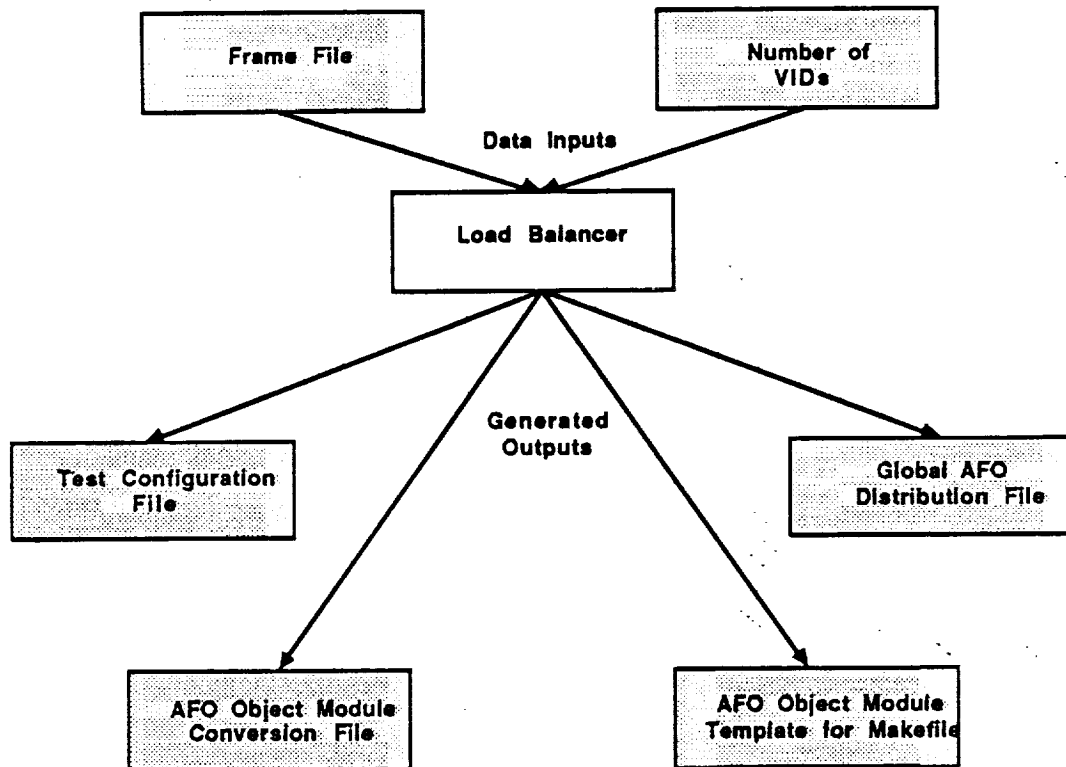 Frame File
Number of
VIDs
Data Inputs
Load Balancer
Generated
Outputs
Test Configuration
File
Global AFO
Distribution File
AFO Object Module
Conversion File
AFO Object Module
Template for Makefile